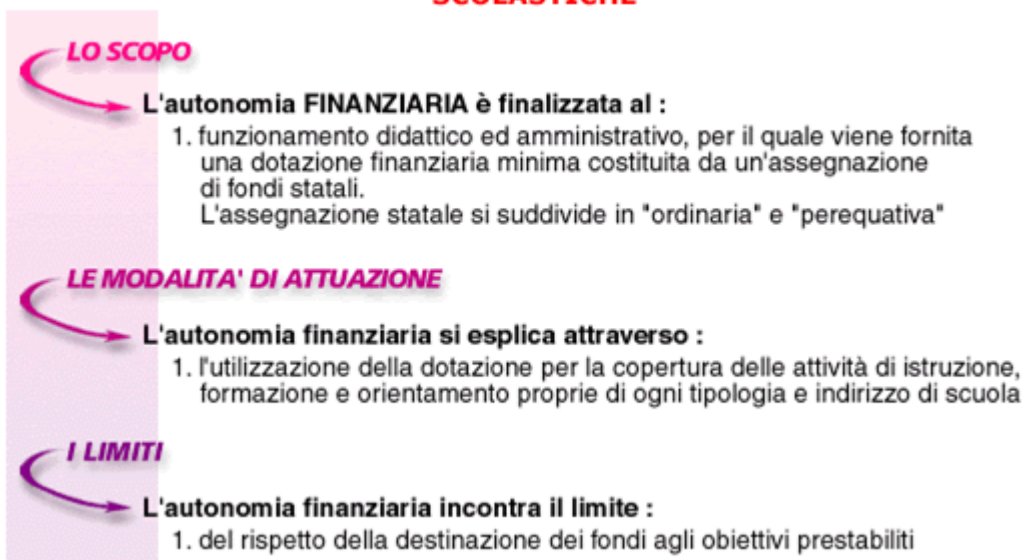 SCOLASTICHE
LO SCOPO
L'autonomia FINANZIARIA è finalizzata al :
1. funzionamento didattico ed amministrativo, per il quale viene fornita
una dotazione finanziaria minima costituita da un'assegnazione
di fondi statali.
L'assegnazione statale si suddivide in "ordinaria" e "perequativa"
LE MODALITA' DI ATTUAZIONE
L'autonomia finanziaria si esplica attraverso :
1. l'utilizzazione della dotazione per la copertura delle attività di istruzione,
formazione e orientamento proprie di ogni tipologia e indirizzo di scuola
I LIMITI
L'autonomia finanziaria incontra il limite :
1. del rispetto della destinazione dei fondi agli obiettivi prestabiliti